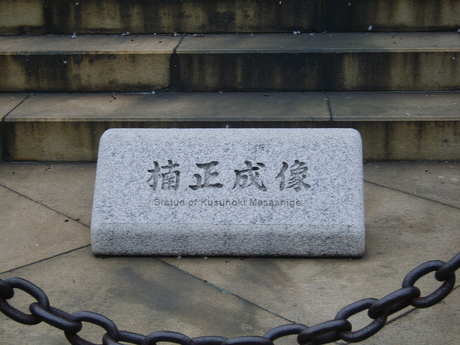 楠正成像
Statue of Kusunoki Masashige